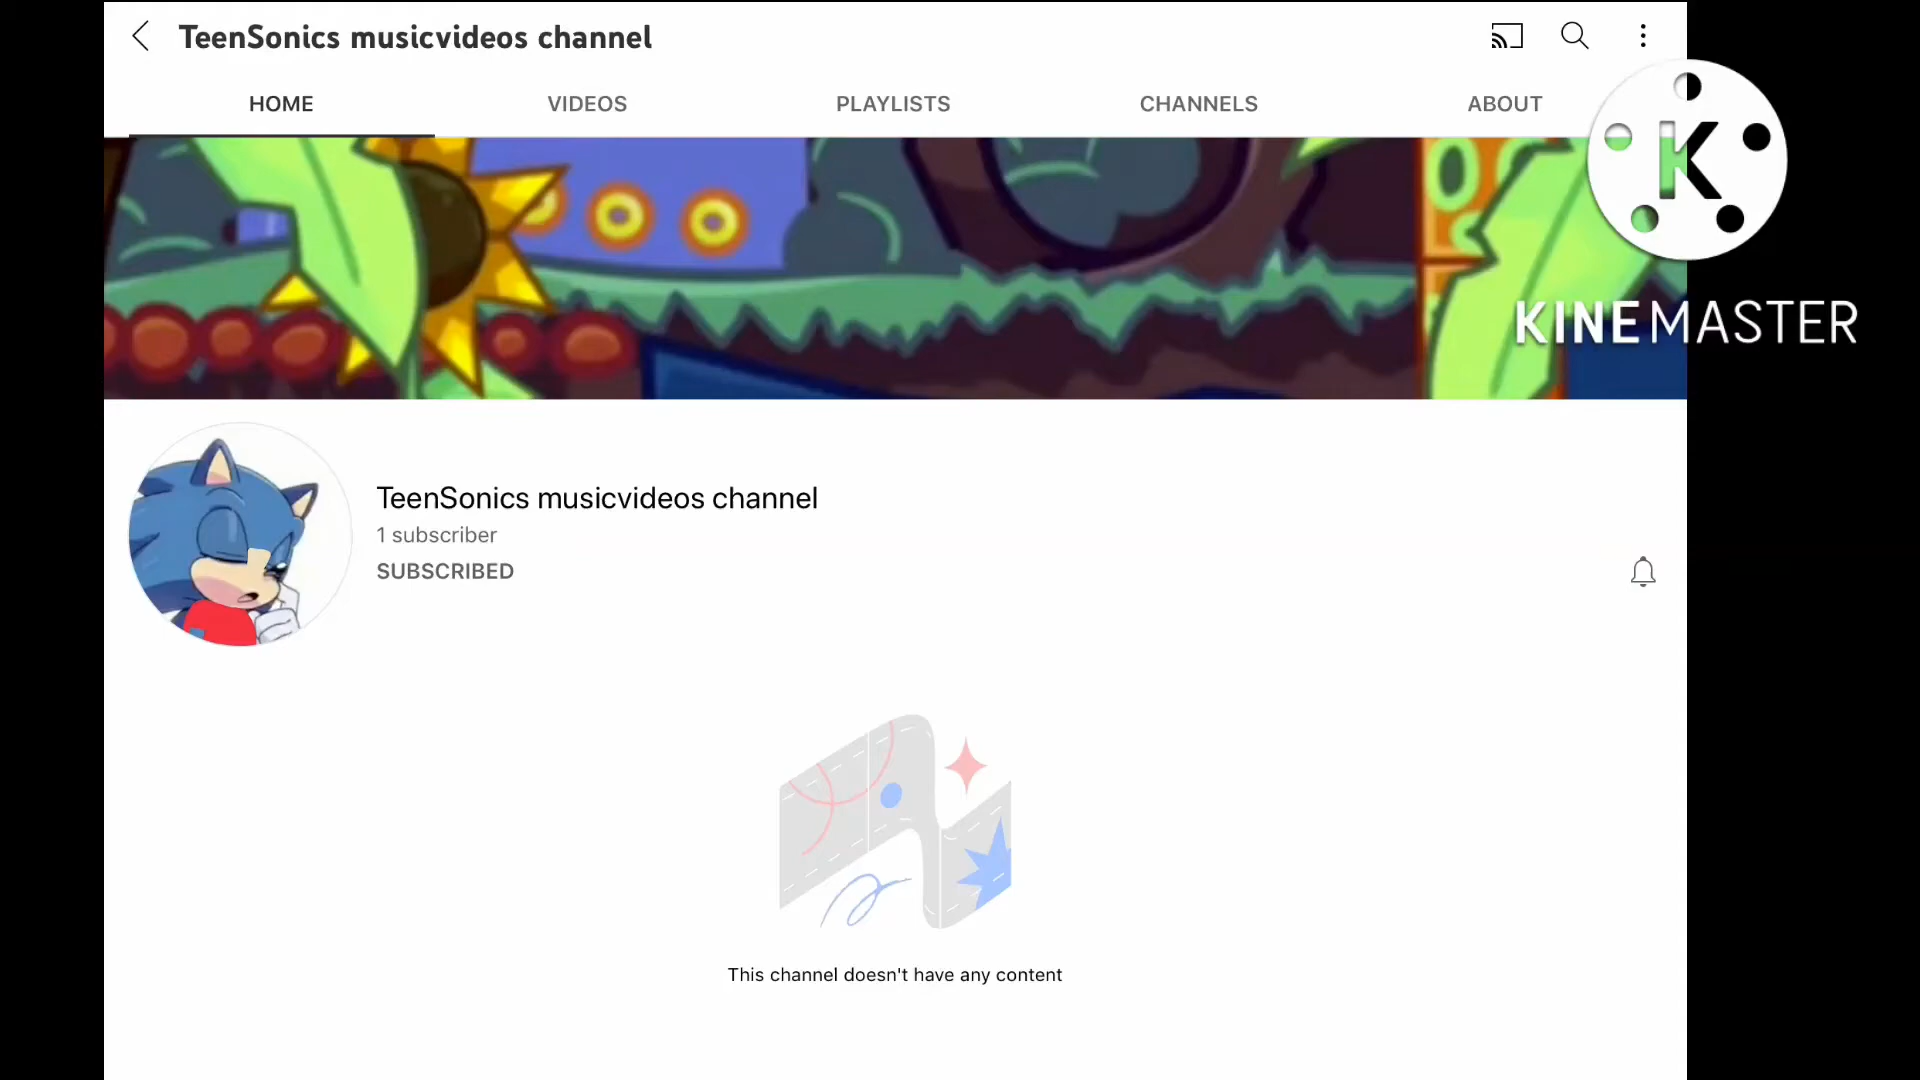 TeenSonics musicvideos channel
HOME
VIDEOS
PLAYLISTS
CHANNELS
ABOUT
K
KINEMASTER
TeenSonics musicvideos channel
1 subscriber
SUBSCRIBED
This channel doesn't have any content